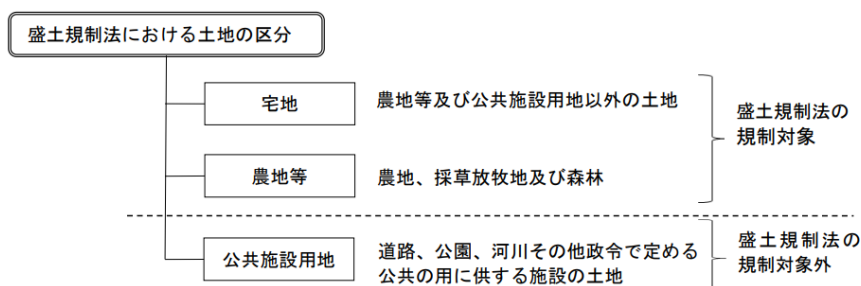 盛土規制法における土地の区分
宅地
農地等及び公共施設用地以外の土地
盛土規制法の
規制対象
農地等
農地、採草放牧地及び森林
公共施設用地
道路、公園、河川その他政令で定める
公共の用に供する施設の土地
盛土規制法の
規制対象外